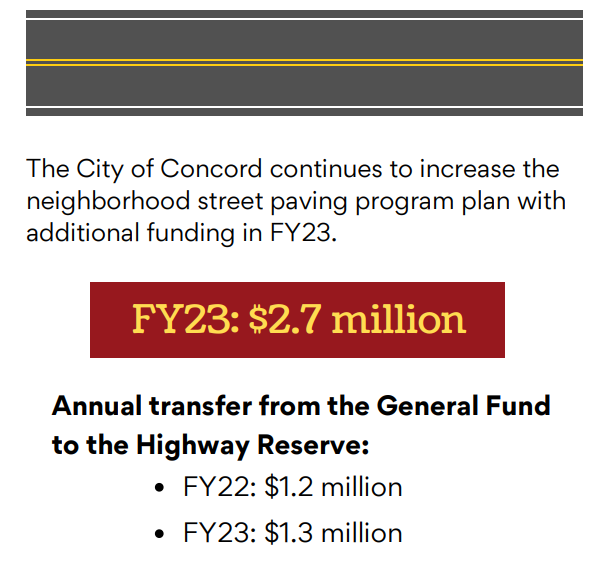 The City of Concord continues to increase the
neighborhood street paving program plan with
additional funding in FY23.
FY23: $2.7 million
Annual transfer from the General Fund
to the Highway Reserve:
• FY22: $1.2 million
• FY23: $1.3 million